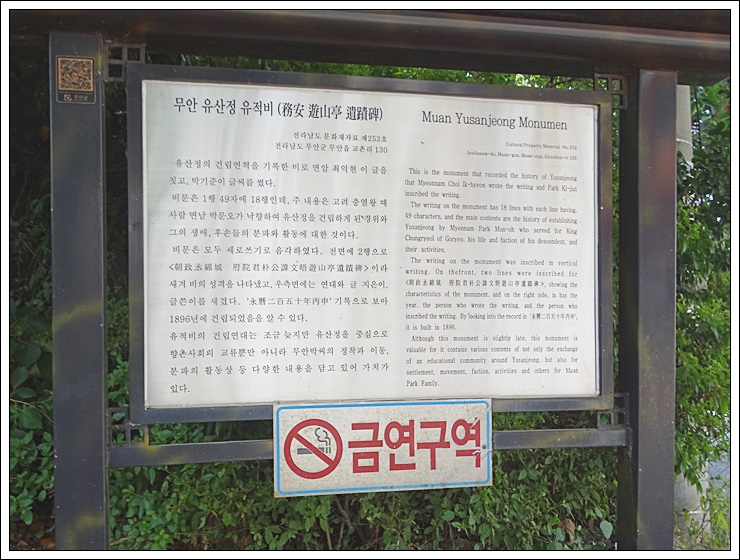 무안 유산정 유적비 (務安 遊山亭 遺蹟碑)
전라남도 문화재자료 제253호
전라남도 무안군 무안읍 교촌리 130
유산정의 건립연혁을 기록한 비로 면암 최익현 이 글을
짓고, 박기준이 글씨를 썼다.
비문은 1행 49자에 18행인데, 주 내용은 고려 충렬왕 때
사람 면남 박문오가 낙향하여 유산정을 건립하게 된 경위와
그의 생애, 후손들의 분파와 활동에 대한 것이다.
비문은 모두 세로쓰기로 음각하였다. 전면에 2행으로
<朝政丞綿城 府院君朴公諱文晤遊山亭遺蹟碑>이라
새겨 비의 성격을 나타냈고, 우측면에는 연대와 글 지은이,
글쓴이를 새겼다. '永曆二百五十年丙申' 기록으로 보아
1896년에 건립되었음을 알 수 있다.
유적비의 건립연대는 조금 늦지만 유산정을 중심으로
향촌사회의 교류뿐만 아니라 무안박씨의 정착과 이동,
분파의 활동상 등 다양한 내용을 담고 있어 가치가
있다.
Muan Yusanjeong Monumen
Cultural Property Material No.253
Jeollanam-do, Muan-gun, Muan-eup, Gyochon-ri 130
This is the monument that recorded the history of Yusanjeong
that Myeonnam Choi Ik-hyeon wrote the writing and Park Ki-jun
inscribed the writing.
The writing of the monument has 18 lines with each line having,
49 characters, and the main contents are the history of establishing
Yusanjeong by Myeonnam Park Mun-oh who served for King
Chungryeol of Goryeo, his life and faction of his descendent, and
their activities.
The writing on the monument was inscribed in vertical
writing. On thefront, two lines were inscribed for
<朝政丞綿城 府院君朴公諱文晤遊山亭遺蹟碑>, showing the
characteristics of the monument, and on the right side, in has the
year, the person who wrote the writing, and the person who
inscribed the writing. By looking into the record in '永曆二百五十年丙申',
it is built in 1896.
Although this monument is slightly late, this monument is
valuable for it contains various contents of not only the exchange
of an educational community around Yusanjeong, but also for
settlement, movement, faction, activities and others for Muan
Park Family.
금연구역